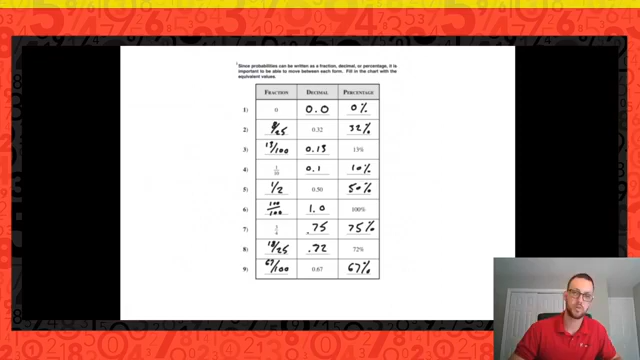 Since probabilities can be written as a fraction, decimal, or percentage, it is
important to be able to move between each form. Fill in the chart with the
equivalent values.
FRACTION DECIMAL PERCENTAGE
1) 0 0.0 0%
2) 8/25 0.32 32%
3) 13/100 0.13 13%
4) 1/10 0.1 10%
5) 1/2 0.50 50%
6) 100/100 1.0 100%
7) 3/4 .75 75%
8) 18/25 .72 72%
9) 67/100 0.67 67%